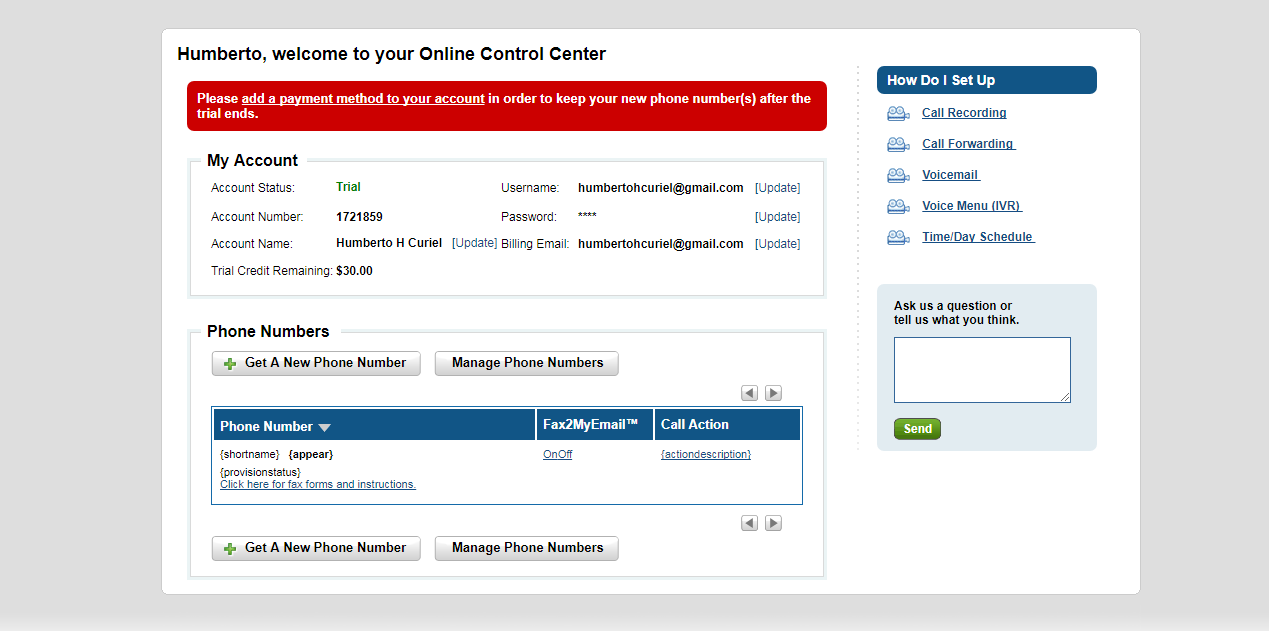 Humberto, welcome to your Online Control Center
Please add a payment method to your account in order to keep your new phone number(s) after the
trial ends.
My Account
Account Status: Trial Username: humbertohcuriel@gmail.com [Update]
Account Number: 1721859 Password: **** [Update]
Account Name: Humberto H Curiel [Update] Billing Email: humbertohcuriel@gmail.com [Update]
Trial Credit Remaining: $30.00
Phone Numbers
Get A New Phone Number Manage Phone Numbers
Phone Number Fax2MyEmail™ Call Action
{shortname} {appear} OnOff {actiondescription}
{provisionstatus}
Click here for fax forms and instructions.
Get A New Phone Number Manage Phone Numbers
How Do I Set Up
Call Recording
Call Forwarding
Voicemail
Voice Menu (IVR)
Time/Day Schedule
Ask us a question or
tell us what you think.
Send